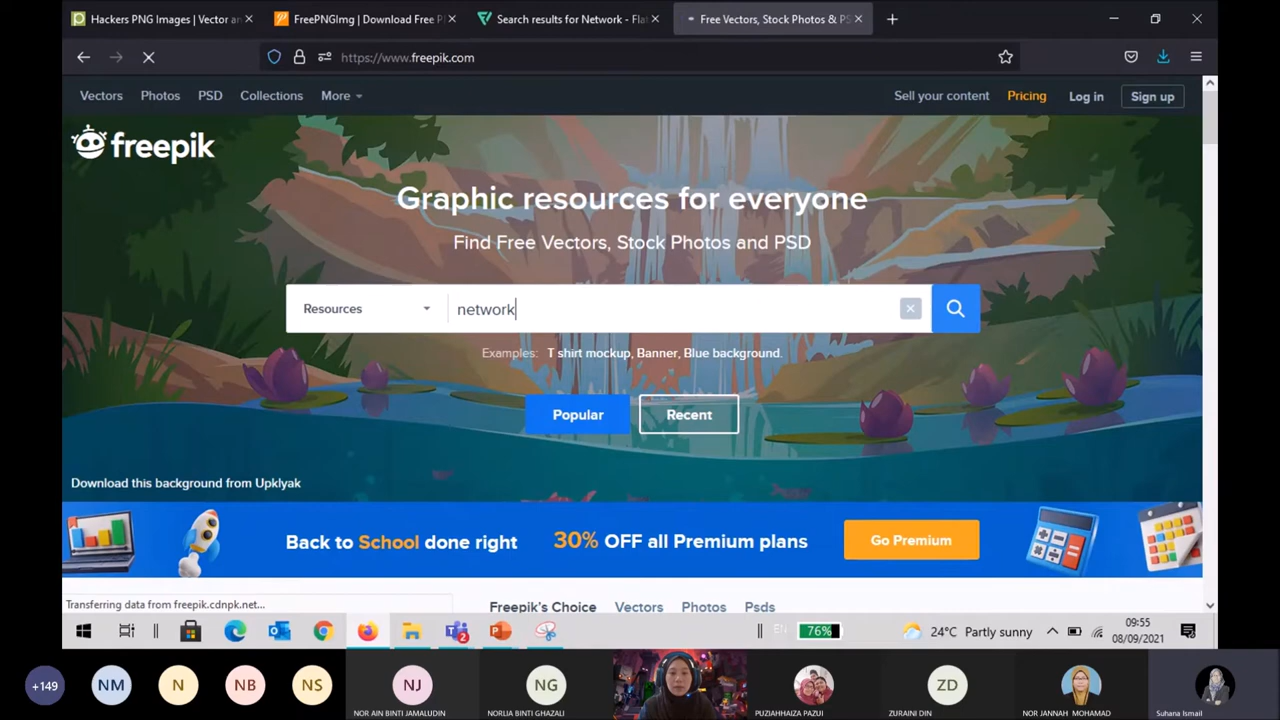 Hackers PNG Images | Vector an
FreePNGImg | Download Free P
Search results for Network - Flat
Free Vectors, Stock Photos & PS
https://www.freepik.com
Vectors Photos PSD Collections More
Sell your content Pricing Log in Sign up
freepik
Graphic resources for everyone
Find Free Vectors, Stock Photos and PSD
Resources network
Examples: T shirt mockup, Banner, Blue background.
Popular Recent
Download this background from Upklyak
Back to School done right 30% OFF all Premium plans Go Premium
Transferring data from freepik.cdnpk.net...
Freepik's Choice Vectors Photos Psds
2
EN
76%
24°C Partly sunny
09:55
08/09/2021
+149 NM N NB NS NJ NG ZD
NOR AIN BINTI JAMALUDIN NORLIA BINTI GHAZALI PUZIAHHAIZA PAZUI ZURAINI DIN NOR JANNAH MOHAMAD Suhana Ismail